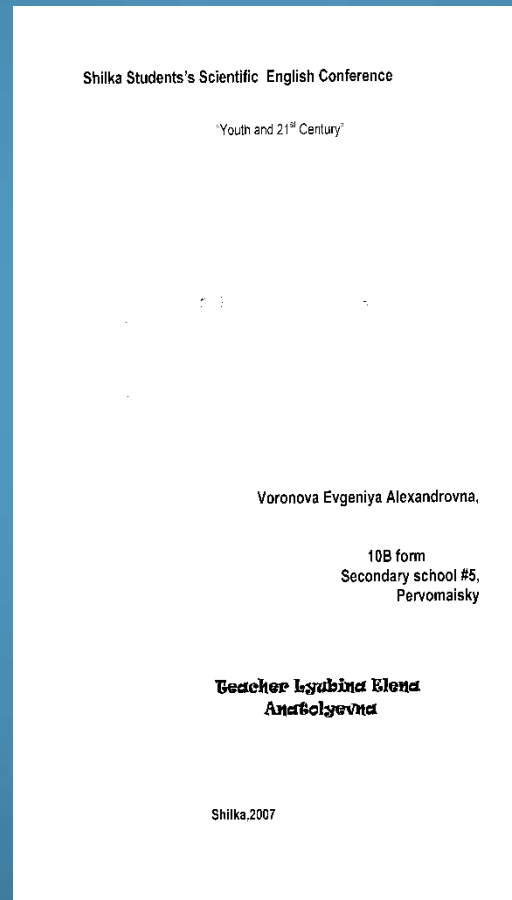 Shilka Students's Scientific English Conference
"Youth and 21st Century"
Voronova Evgeniya Alexandrovna,
10B form
Secondary school #5,
Pervomaisky
Teacher Lyubina Elena
Anatolyevna
Shilka,2007